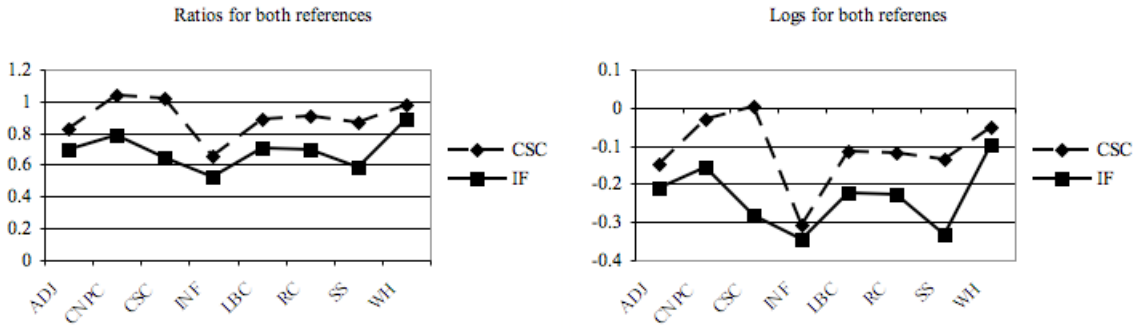 Ratios for both references
1.2
1
0.8
0.6
0.4
0.2
0
ADJ
CNPC
CSC
INF
LBC
RC
SS
WH
CSC
IF
Logs for both referenes
0.1
0
-0.1
-0.2
-0.3
-0.4
ADJ
CNPC
CSC
INF
LBC
RC
SS
WH
CSC
IF